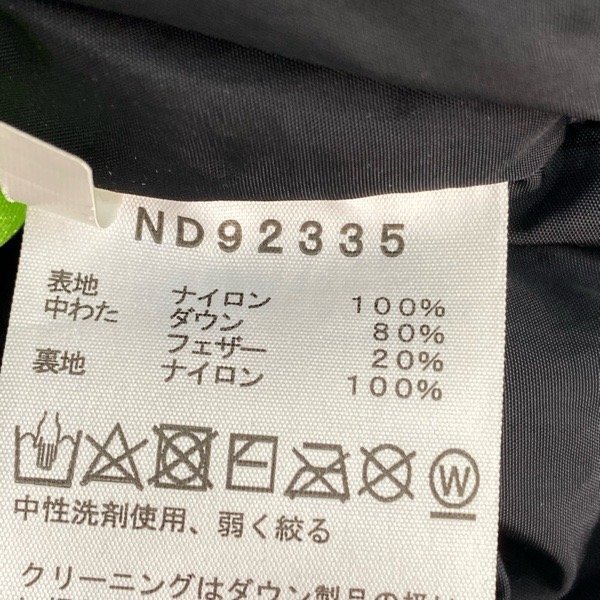 ND92335
表地 ナイロン 100%
中わた ダウン 80%
フェザー 20%
裏地 ナイロン 100%
W
中性洗剤使用、弱く絞る
クリーニングはダウン製品の